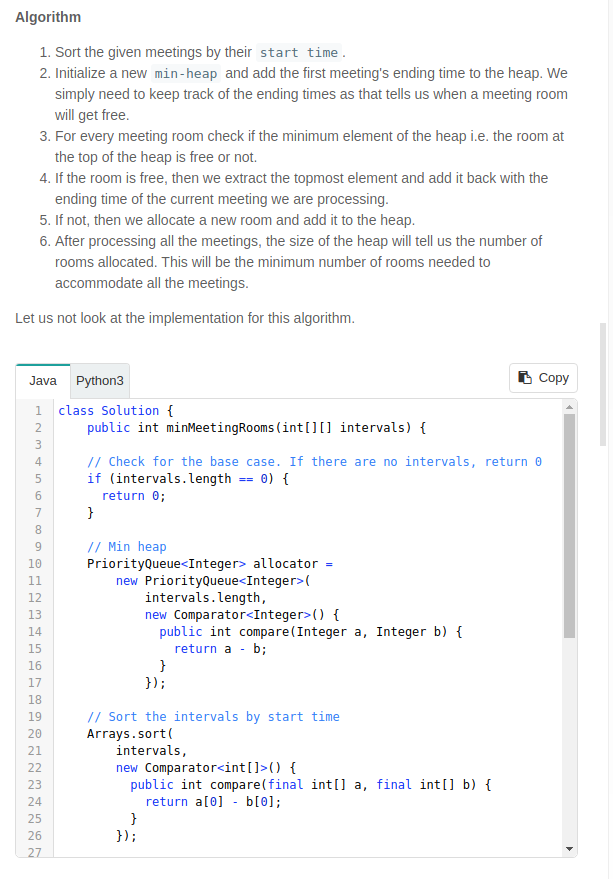 Algorithm
1. Sort the given meetings by their start time .
2. Initialize a new min-heap and add the first meeting's ending time to the heap. We
simply need to keep track of the ending times as that tells us when a meeting room
will get free.
3. For every meeting room check if the minimum element of the heap i.e. the room at
the top of the heap is free or not.
4. If the room is free, then we extract the topmost element and add it back with the
ending time of the current meeting we are processing.
5. If not, then we allocate a new room and add it to the heap.
6. After processing all the meetings, the size of the heap will tell us the number of
rooms allocated. This will be the minimum number of rooms needed to
accommodate all the meetings.
Let us not look at the implementation for this algorithm.
Java Python3 Copy
1 class Solution {
2     public int minMeetingRooms(int[][] intervals) {
3
4     // Check for the base case. If there are no intervals, return 0
5     if (intervals.length == 0) {
6       return 0;
7     }
8
9     // Min heap
10     PriorityQueue<Integer> allocator =
11         new PriorityQueue<Integer>(
12             intervals.length,
13             new Comparator<Integer>() {
14               public int compare(Integer a, Integer b) {
15                 return a - b;
16               }
17             });
18
19     // Sort the intervals by start time
20     Arrays.sort(
21         intervals,
22         new Comparator<int[]>() {
23           public int compare(final int[] a, final int[] b) {
24             return a[0] - b[0];
25           }
26         });
27